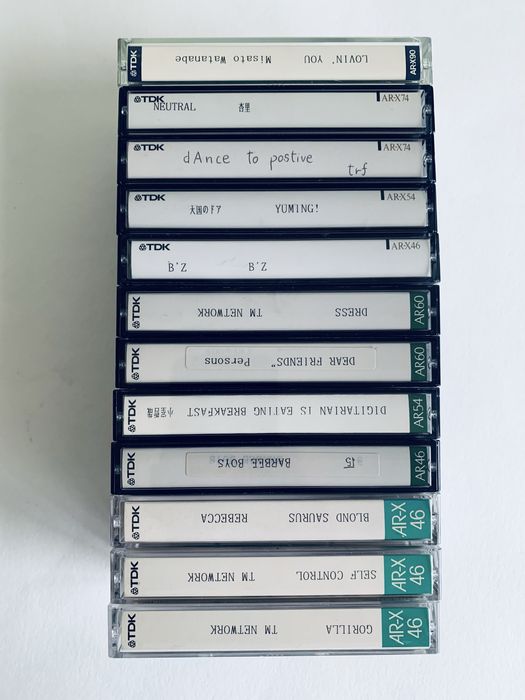 TDK LOVIN' YOU Misato Watanabe AR-X90
TDK NEUTRAL 杏里 AR-X74
TDK dAnce to postive trf AR-X74
TDK 天国のドア YUMING! AR-X54
TDK B'Z B'Z AR-X46
TDK DRESS TM NETWORK AR60
TDK DEAR FRIENDS" Persons AR60
TDK DIGITARIAN IS EATING BREAKFAST AR54
TDK BARBEE BOYS AR46
TDK BLOND SAURUS REBECCA AR-X 46
TDK SELF CONTROL TM NETWORK AR-X 46
TDK GORILLA TM NETWORK AR-X 46